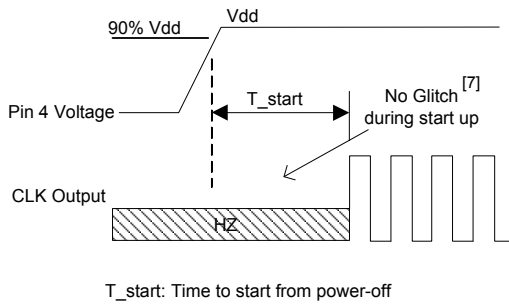 90% Vdd
Vdd
T_start
No Glitch [7]
during start up
Pin 4 Voltage
CLK Output
HZ
T_start: Time to start from power-off